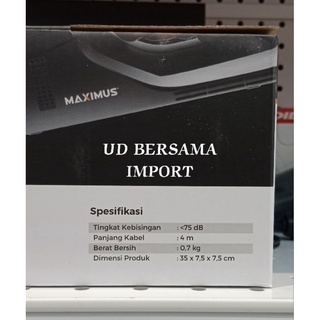 MAXIMUS
UD BERSAMA
IMPORT
Spesifikasi
Tingkat Kebisingan : <75 dB
Panjang Kabel : 4 m
Berat Bersih : 0,7 kg
Dimensi Produk : 35 x 7,5 x 7,5 cm